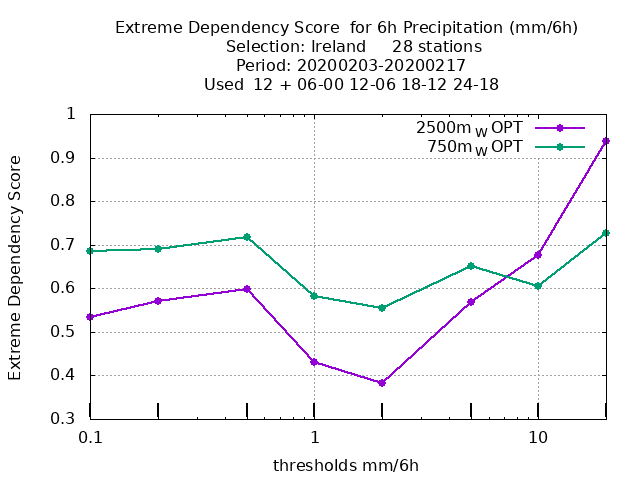 Extreme Dependency Score  for 6h Precipitation (mm/6h)
Selection: Ireland     28 stations
Period: 20200203-20200217
Used  12 + 06-00 12-06 18-12 24-18
1
0.9
0.8
0.7
0.6
0.5
0.4
0.3
2500m_W OPT
750m_W OPT
Extreme Dependency Score
0.1
1
10
thresholds mm/6h